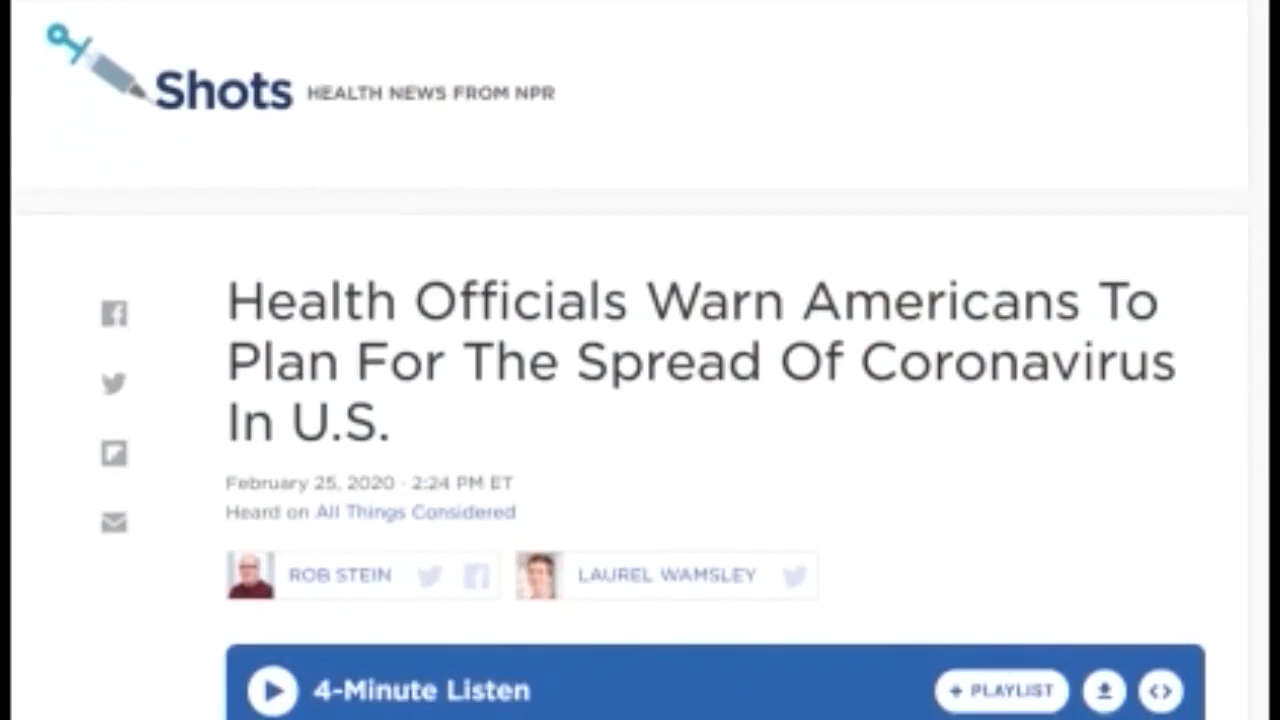 Shots HEALTH NEWS FROM NPR
Health Officials Warn Americans To
Plan For The Spread Of Coronavirus
In U.S.
February 25, 2020 · 2:24 PM ET
Heard on All Things Considered
ROB STEIN
LAUREL WAMSLEY
4-Minute Listen
+ PLAYLIST